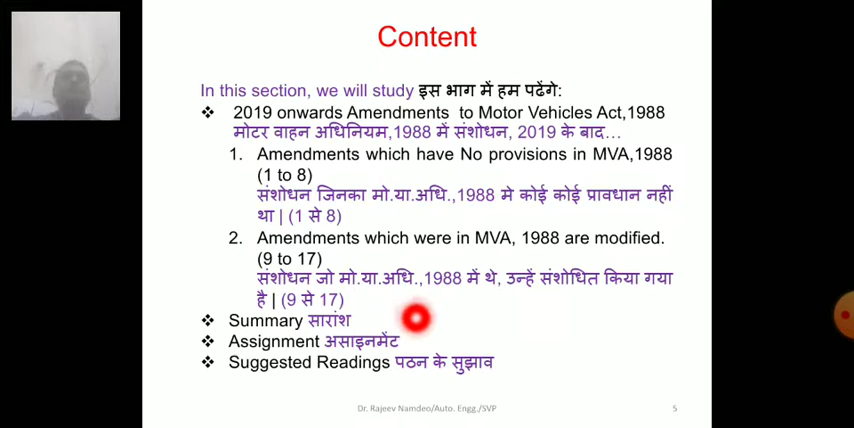 Content
In this section, we will study इस भाग में हम पढेंगे:
❖ 2019 onwards Amendments to Motor Vehicles Act,1988
मोटर वाहन अधिनियम,1988 में संशोधन, 2019 के बाद…
1. Amendments which have No provisions in MVA,1988
(1 to 8)
संशोधन जिनका मो.या.अधि.,1988 मे कोई कोई प्रावधान नहीं
था | (1 से 8)
2. Amendments which were in MVA, 1988 are modified.
(9 to 17)
संशोधन जो मो.या.अधि.,1988 में थे, उन्हें संशोधित किया गया
है | (9 से 17)
❖ Summary सारांश
❖ Assignment असाइनमेंट
❖ Suggested Readings पठन के सुझाव
Dr. Rajeev Namdeo/Auto. Engg./SVP
5